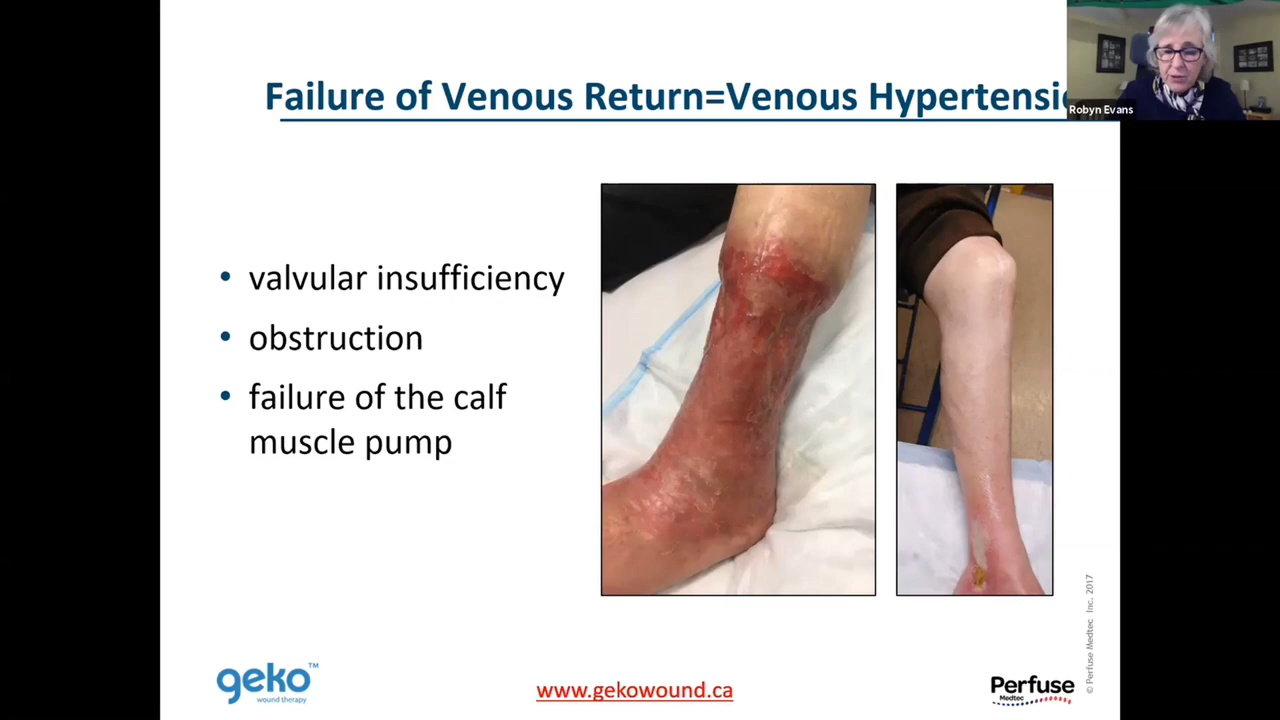 Failure of Venous Return=Venous Hypertensi
Robyn Evans
• valvular insufficiency
• obstruction
• failure of the calf
muscle pump
© Perfuse Medtec Inc. 2017
geko™
wound therapy
www.gekowound.ca
Perfuse
Medtec